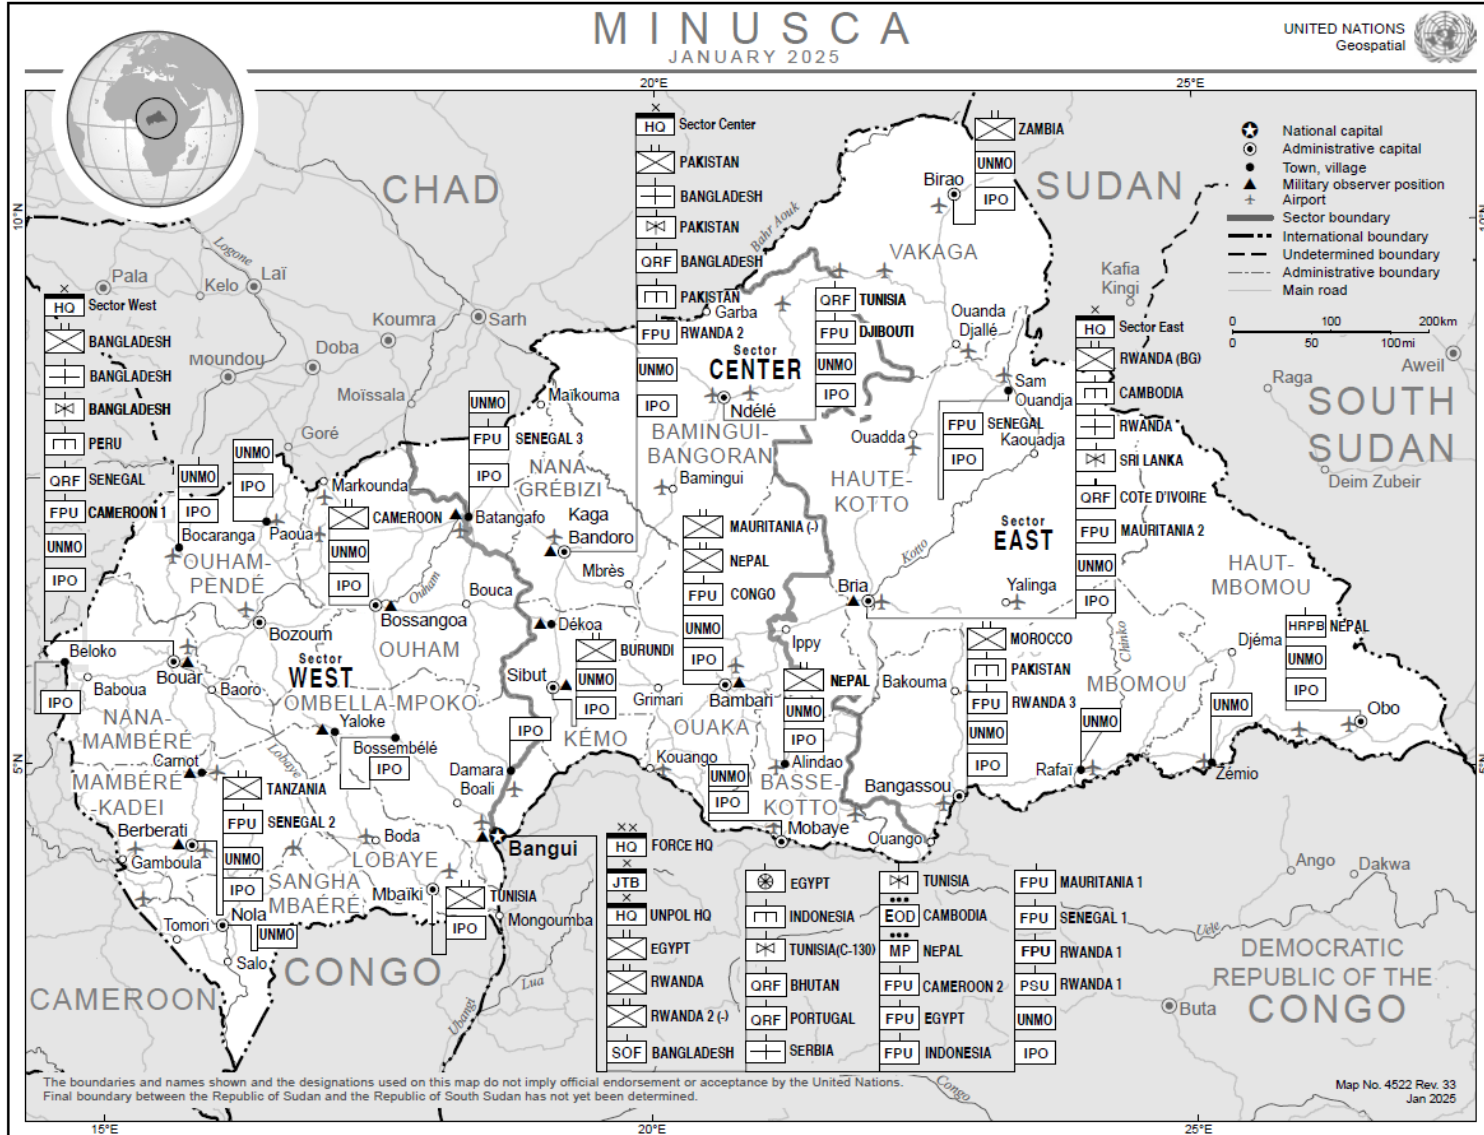 MINUSCA
JANUARY 2025
UNITED NATIONS
Geospatial
20°E
25°E
10°N
10°N
5°N
5°N
15°E
20°E
25°E
National capital
Administrative capital
Town, village
Military observer position
Airport
Sector boundary
International boundary
Undetermined boundary
Administrative boundary
Main road
0 100 200km
0 50 100mi
CHAD
SUDAN
SOUTH
SUDAN
DEMOCRATIC
REPUBLIC OF THE
CONGO
CONGO
CAMEROON
HQ Sector West
BANGLADESH
BANGLADESH
BANGLADESH
PERU
QRF SENEGAL
FPU CAMEROON 1
UNMO
IPO
HQ Sector Center
PAKISTAN
BANGLADESH
PAKISTAN
QRF BANGLADESH
PAKISTAN
FPU RWANDA 2
UNMO
IPO
ZAMBIA
UNMO
IPO
QRF TUNISIA
FPU DJIBOUTI
UNMO
IPO
HQ Sector East
RWANDA (BG)
CAMBODIA
RWANDA
SRI LANKA
QRF COTE D'IVOIRE
FPU MAURITANIA 2
UNMO
IPO
FPU SENEGAL
IPO
UNMO
FPU SENEGAL 3
IPO
UNMO
IPO
UNMO
IPO
CAMEROON
UNMO
IPO
MAURITANIA (-)
NEPAL
FPU CONGO
UNMO
IPO
BURUNDI
UNMO
IPO
NEPAL
UNMO
IPO
MOROCCO
PAKISTAN
FPU RWANDA 3
UNMO
IPO
HRPB NEPAL
UNMO
IPO
UNMO
UNMO
IPO
IPO
IPO
UNMO
IPO
TANZANIA
FPU SENEGAL 2
UNMO
IPO
UNMO
TUNISIA
IPO
HQ FORCE HQ
JTB
HQ UNPOL HQ
EGYPT
RWANDA
RWANDA 2 (-)
SOF BANGLADESH
EGYPT
INDONESIA
TUNISIA(C-130)
QRF BHUTAN
QRF PORTUGAL
SERBIA
TUNISIA
EOD CAMBODIA
MP NEPAL
FPU CAMEROON 2
FPU EGYPT
FPU INDONESIA
FPU MAURITANIA 1
FPU SENEGAL 1
FPU RWANDA 1
PSU RWANDA 1
UNMO
IPO
Sector
CENTER
Sector
WEST
Sector
EAST
VAKAGA
BAMINGUI-
BANGORAN
HAUTE-
KOTTO
NANA-
GRÉBIZI
OUHAM-
PENDÉ
OUHAM
OMBELLA-MPOKO
NANA-
MAMBÉRÉ
MAMBÉRÉ
-KADEI
SANGHA
MBAÉRÉ
LOBAYE
KÉMO
OUAKA
BASSE-
KOTTO
MBOMOU
HAUT-
MBOMOU
Logone
Bahr Aouk
Ouham
Lobaye
Kotto
Chinko
Uele
Ubangi
Lua
Congo
Pala
Kelo
Laï
Koumra
Sarh
Doba
Moundou
Moïssala
Goré
Kafia
Kingi
Raga
Aweil
Deim Zubeir
Ango
Dakwa
Buta
Birao
Garba
Ouanda
Djallé
Sam
Ouandja
Ndélé
Maïkouma
Ouadda
Kaouadja
Bamingui
Markounda
Batangafo
Kaga
Bandoro
Bocaranga
Paoua
Mbrès
Bouca
Bria
Yalinga
Bozoum
Bossangoa
Dékoa
Ippy
Djéma
Beloko
Bouar
Baboua
Baoro
Sibut
Grimari
Bambari
Bakouma
Obo
Yaloke
Bossembélé
Carnot
Damara
Boali
Kouango
Alindao
Bangassou
Rafaï
Zémio
Berberati
Gamboula
Boda
Bangui
Mobaye
Ouango
Mbaïki
Nola
Mongoumba
Tomori
Salo
The boundaries and names shown and the designations used on this map do not imply official endorsement or acceptance by the United Nations.
Final boundary between the Republic of Sudan and the Republic of South Sudan has not yet been determined.
Map No. 4522 Rev. 33
Jan 2025